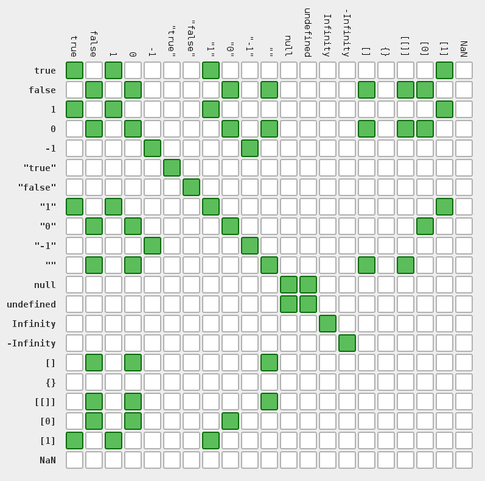 true
false
1
0
-1
"true"
"false"
"1"
"0"
"-1"
""
null
undefined
Infinity
-Infinity
[]
{}
[[]]
[0]
[1]
NaN
true
false
1
0
-1
"true"
"false"
"1"
"0"
"-1"
""
null
undefined
Infinity
-Infinity
[]
{}
[[]]
[0]
[1]
NaN